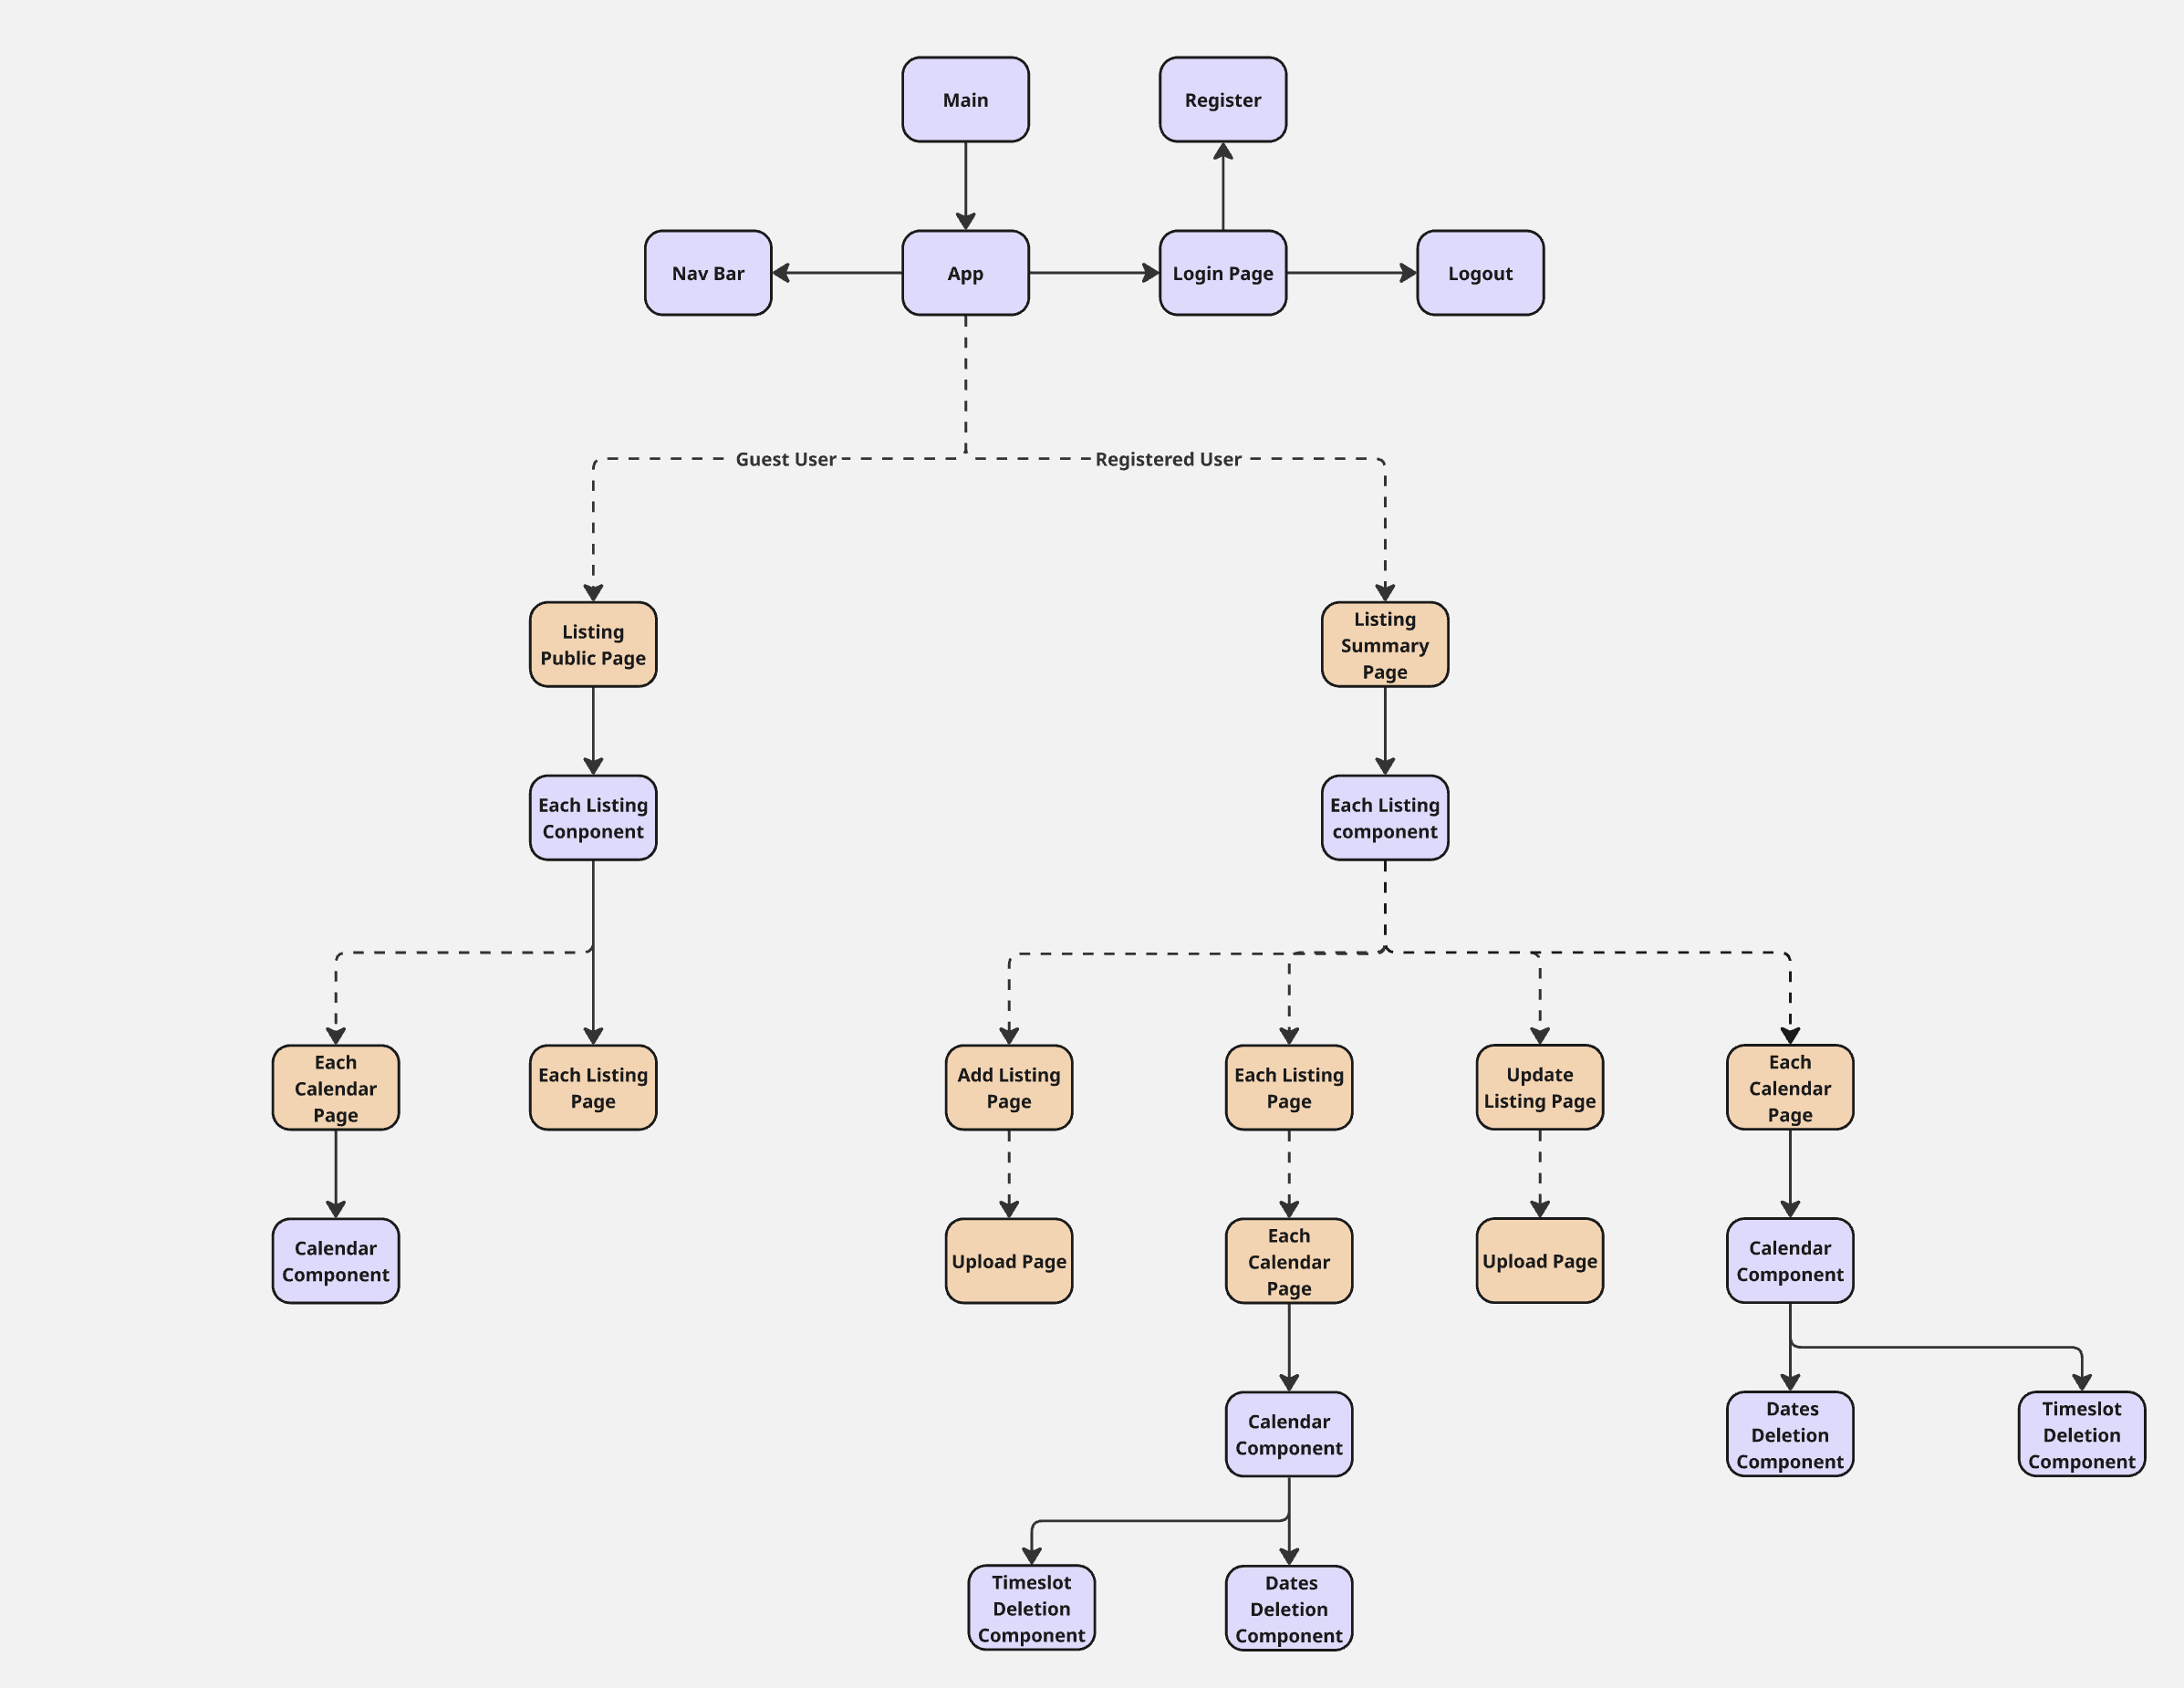 Main
Register
Nav Bar
App
Login Page
Logout
Guest User
Registered User
Listing
Public Page
Listing
Summary
Page
Each Listing
Conponent
Each Listing
component
Each
Calendar
Page
Each Listing
Page
Add Listing
Page
Each Listing
Page
Update
Listing Page
Each
Calendar
Page
Calendar
Component
Upload Page
Each
Calendar
Page
Upload Page
Calendar
Component
Calendar
Component
Dates
Deletion
Component
Timeslot
Deletion
Component
Timeslot
Deletion
Component
Dates
Deletion
Component